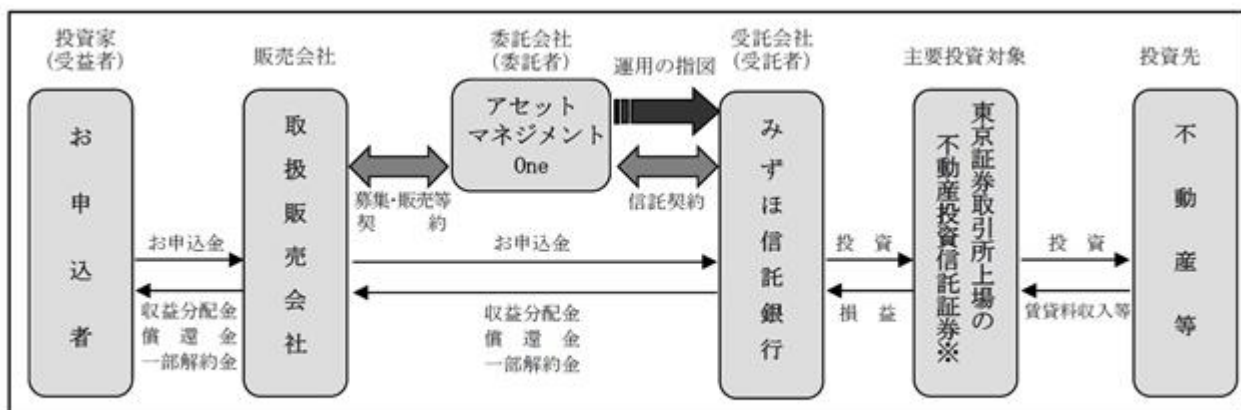 投資家
(受益者)
お申込者
販売会社
取扱販売会社
委託会社
(委託者)
アセット
マネジメント
One
運用の指図
受託会社
(受託者)
みずほ信託銀行
主要投資対象
東京証券取引所上場の
不動産投資信託証券※
投資先
不動産等
募集・販売等
契　　約
信託契約
お申込金
収益分配金
償　還　金
一部解約金
お申込金
収益分配金
償　還　金
一部解約金
投　資
損　益
投　資
賃貸料収入等